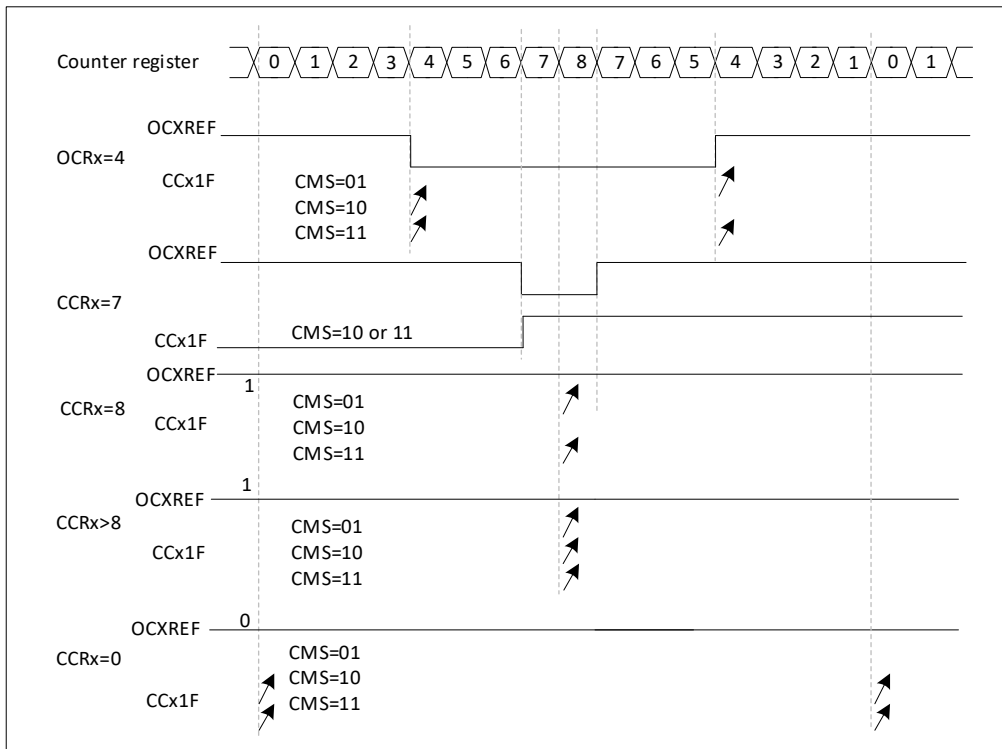 Counter register 0 1 2 3 4 5 6 7 8 7 6 5 4 3 2 1 0 1
OCXREF
OCRx=4
CCx1F
CMS=01
CMS=10
CMS=11
OCXREF
CCRx=7
CCx1F
CMS=10 or 11
OCXREF
1
CCRx=8
CCx1F
CMS=01
CMS=10
CMS=11
OCXREF
1
CCRx>8
CCx1F
CMS=01
CMS=10
CMS=11
OCXREF
0
CCRx=0
CCx1F
CMS=01
CMS=10
CMS=11